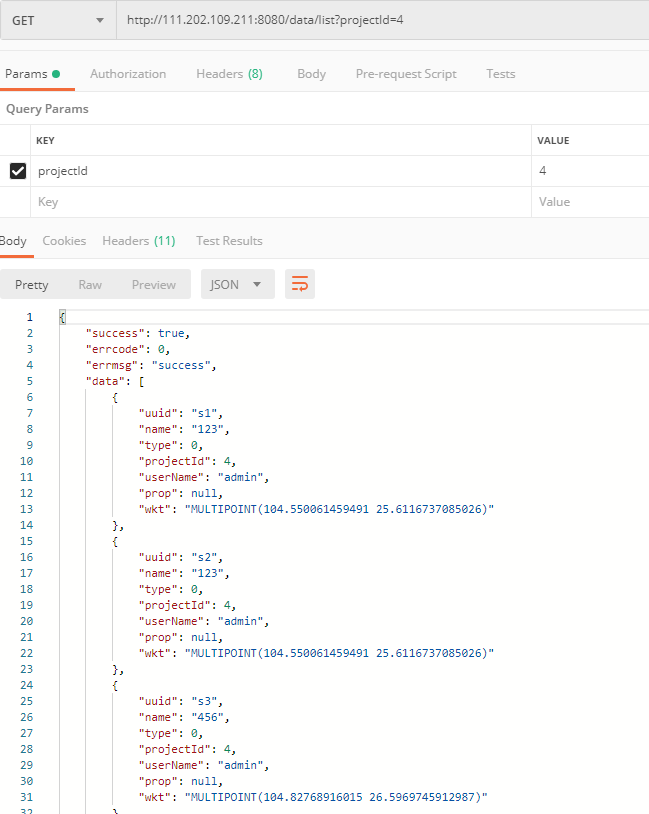 GET http://111.202.109.211:8080/data/list?projectId=4
Params Authorization Headers (8) Body Pre-request Script Tests
Query Params
KEY VALUE
projectId 4
Key Value
Body Cookies Headers (11) Test Results
Pretty Raw Preview JSON
1 {
2 "success": true,
3 "errcode": 0,
4 "errmsg": "success",
5 "data": [
6 {
7 "uuid": "s1",
8 "name": "123",
9 "type": 0,
10 "projectId": 4,
11 "userName": "admin",
12 "prop": null,
13 "wkt": "MULTIPOINT(104.550061459491 25.6116737085026)"
14 },
15 {
16 "uuid": "s2",
17 "name": "123",
18 "type": 0,
19 "projectId": 4,
20 "userName": "admin",
21 "prop": null,
22 "wkt": "MULTIPOINT(104.550061459491 25.6116737085026)"
23 },
24 {
25 "uuid": "s3",
26 "name": "456",
27 "type": 0,
28 "projectId": 4,
29 "userName": "admin",
30 "prop": null,
31 "wkt": "MULTIPOINT(104.82768916015 26.5969745912987)"
32 }